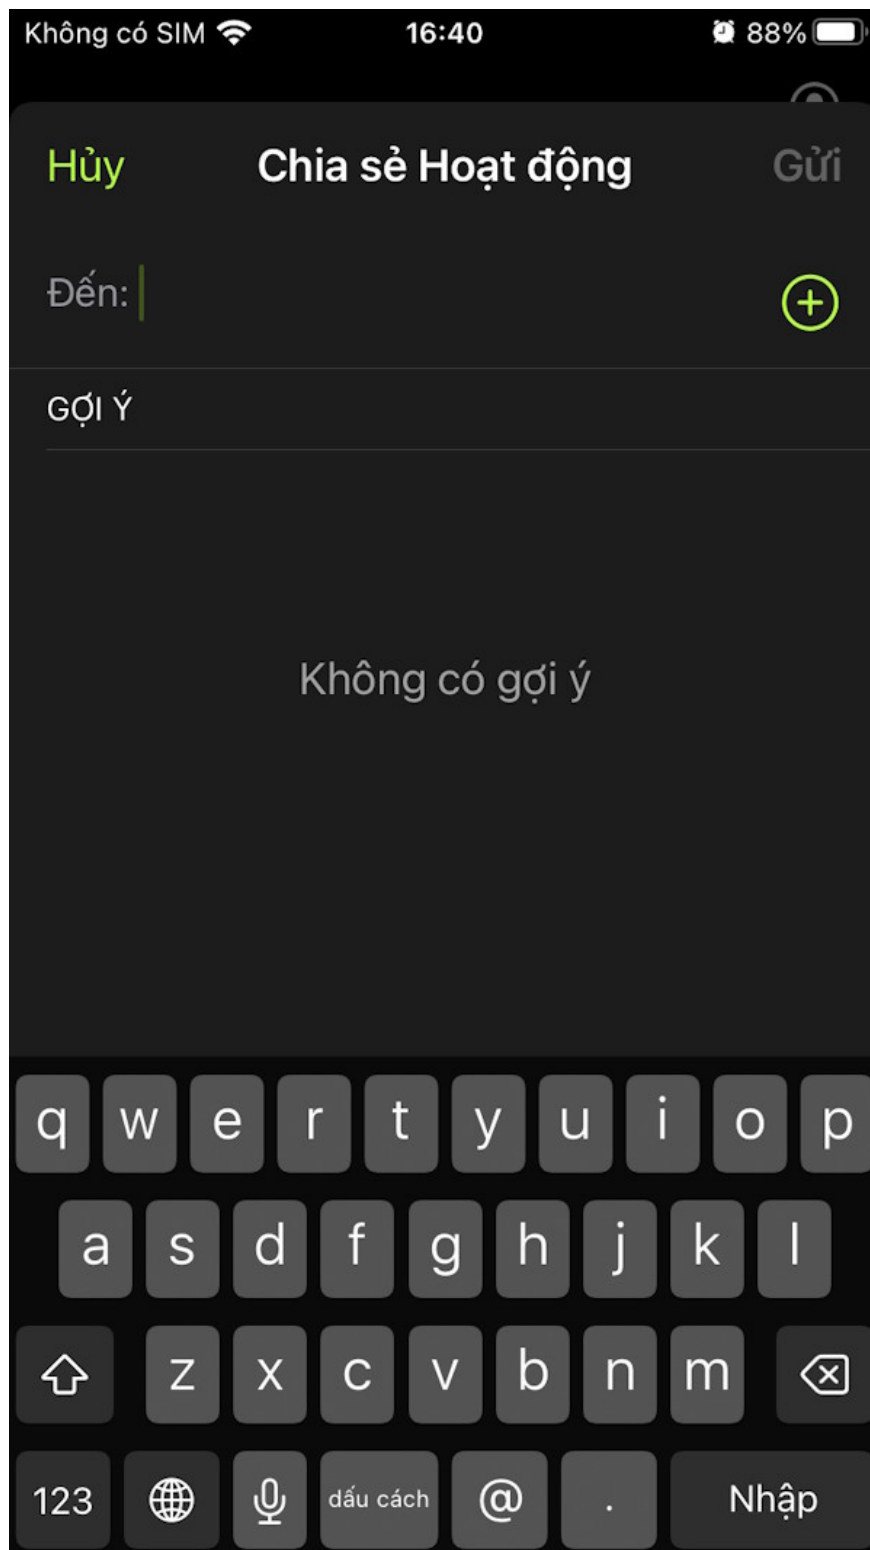 Không có SIM 16:40 88%
Hủy Chia sẻ Hoạt động Gửi
Đến:
GỢI Ý
Không có gợi ý
q w e r t y u i o p
a s d f g h j k l
z x c v b n m
123 dấu cách @ . Nhập